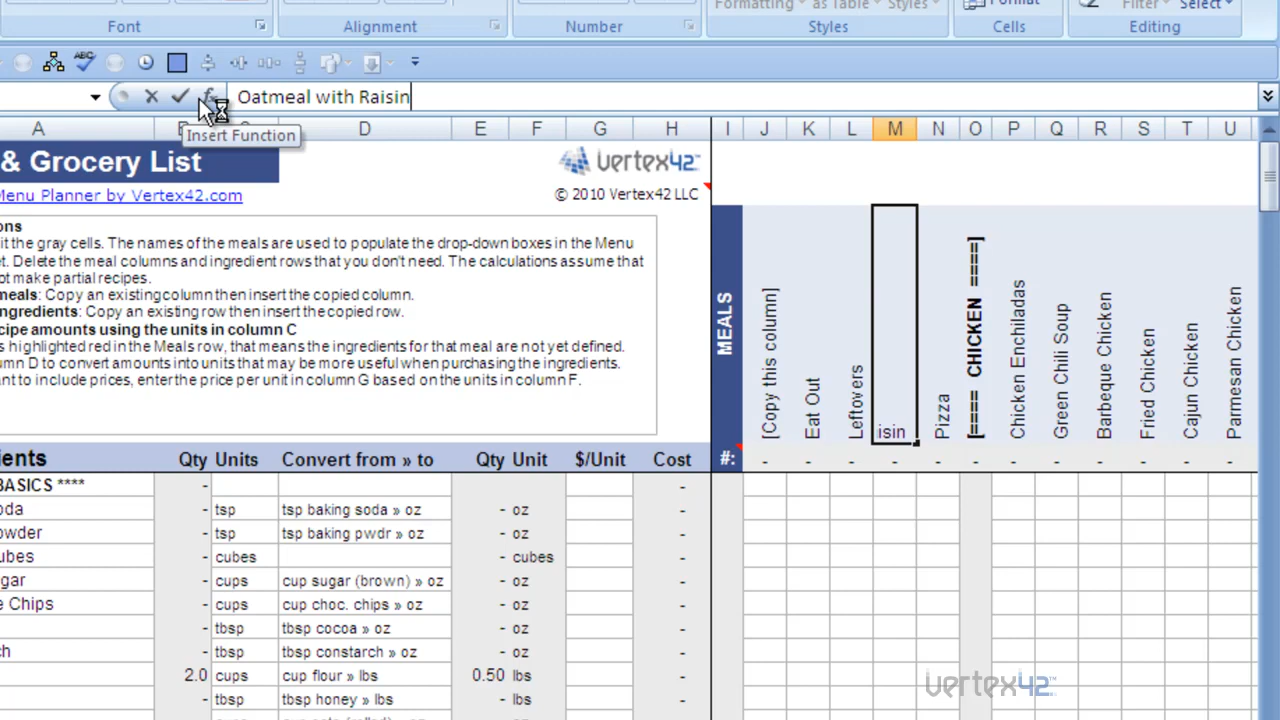 Formatting as Table Styles Format Filter Select
Font Alignment Number Styles Cells Editing
ABC
Oatmeal with Raisin
Insert Function
A D E F G H I J K L M N O P Q R S T U
& Grocery List
vertex42
Menu Planner by Vertex42.com
© 2010 Vertex42 LLC
ons
it the gray cells. The names of the meals are used to populate the drop-down boxes in the Menu
et. Delete the meal columns and ingredient rows that you don't need. The calculations assume that
ot make partial recipes.
meals: Copy an existing column then insert the copied column.
ngredients: Copy an existing row then insert the copied row.
cipe amounts using the units in column C
s highlighted red in the Meals row, that means the ingredients for that meal are not yet defined.
umn D to convert amounts into units that may be more useful when purchasing the ingredients.
ant to include prices, enter the price per unit in column G based on the units in column F.
MEALS
[Copy this column]
Eat Out
Leftovers
isin
Pizza
[==== CHICKEN ====]
Chicken Enchiladas
Green Chili Soup
Barbeque Chicken
Fried Chicken
Cajun Chicken
Parmesan Chicken
ients Qty Units Convert from » to Qty Unit $/Unit Cost #: - - - - - - - - - - -
BASICS **** - -
oda - tsp tsp baking soda » oz - oz -
owder - tsp tsp baking pwdr » oz - oz -
ubes - cubes - cubes -
gar - cups cup sugar (brown) » oz - oz -
e Chips - cups cup choc. chips » oz - oz -
- tbsp tbsp cocoa » oz - oz -
ch - tbsp tbsp constarch » oz - oz -
2.0 cups cup flour » lbs 0.50 lbs -
- tbsp tbsp honey » lbs - lbs -
vertex42™